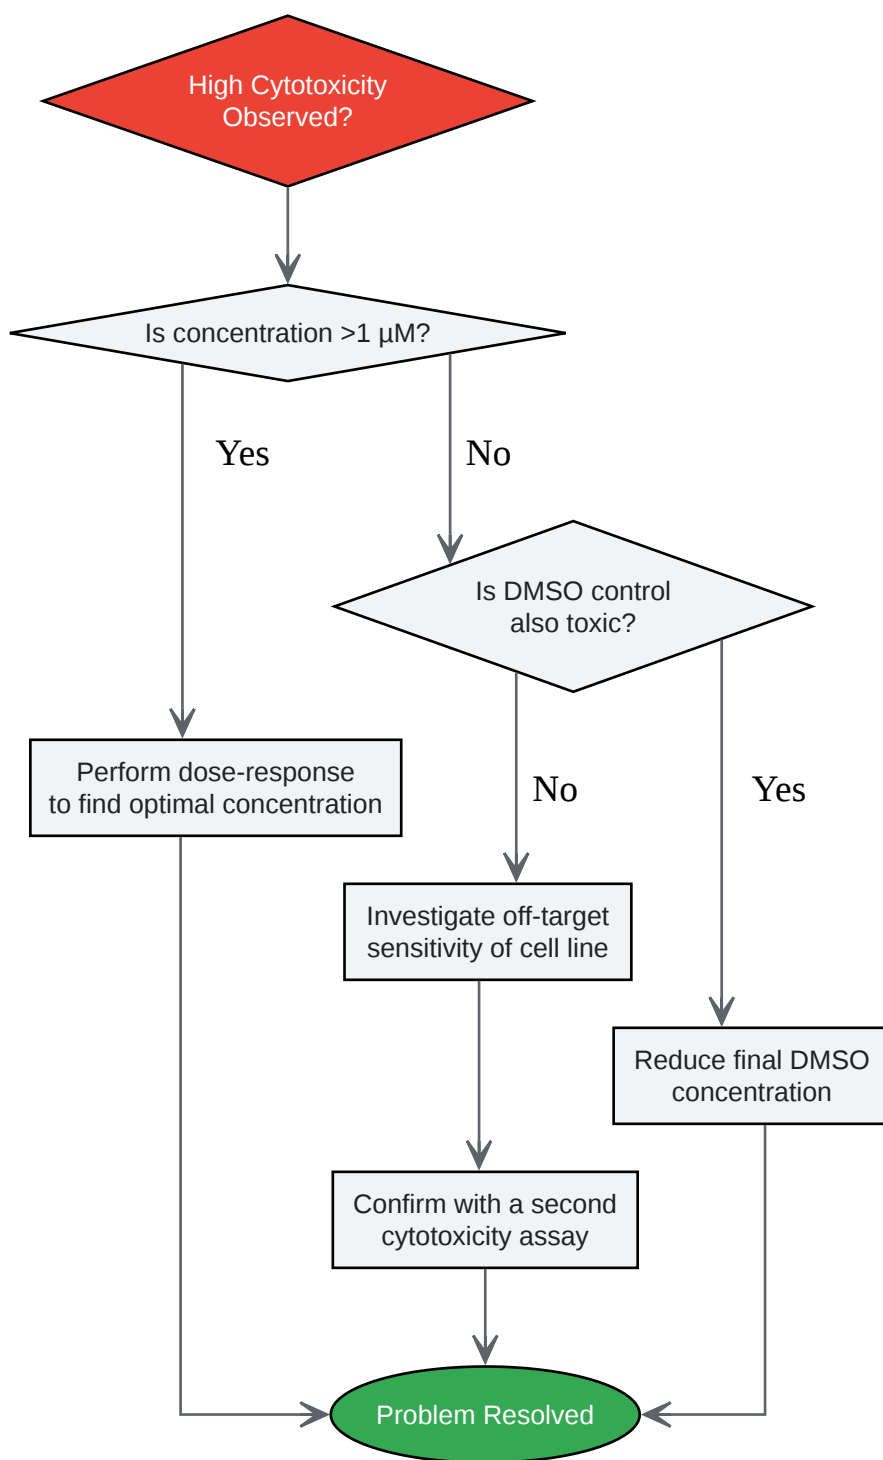 High Cytotoxicity
Observed?
Is concentration >1 µM?
Yes
No
Is DMSO control
also toxic?
Perform dose-response
to find optimal concentration
No
Yes
Investigate off-target
sensitivity of cell line
Reduce final DMSO
concentration
Confirm with a second
cytotoxicity assay
Problem Resolved